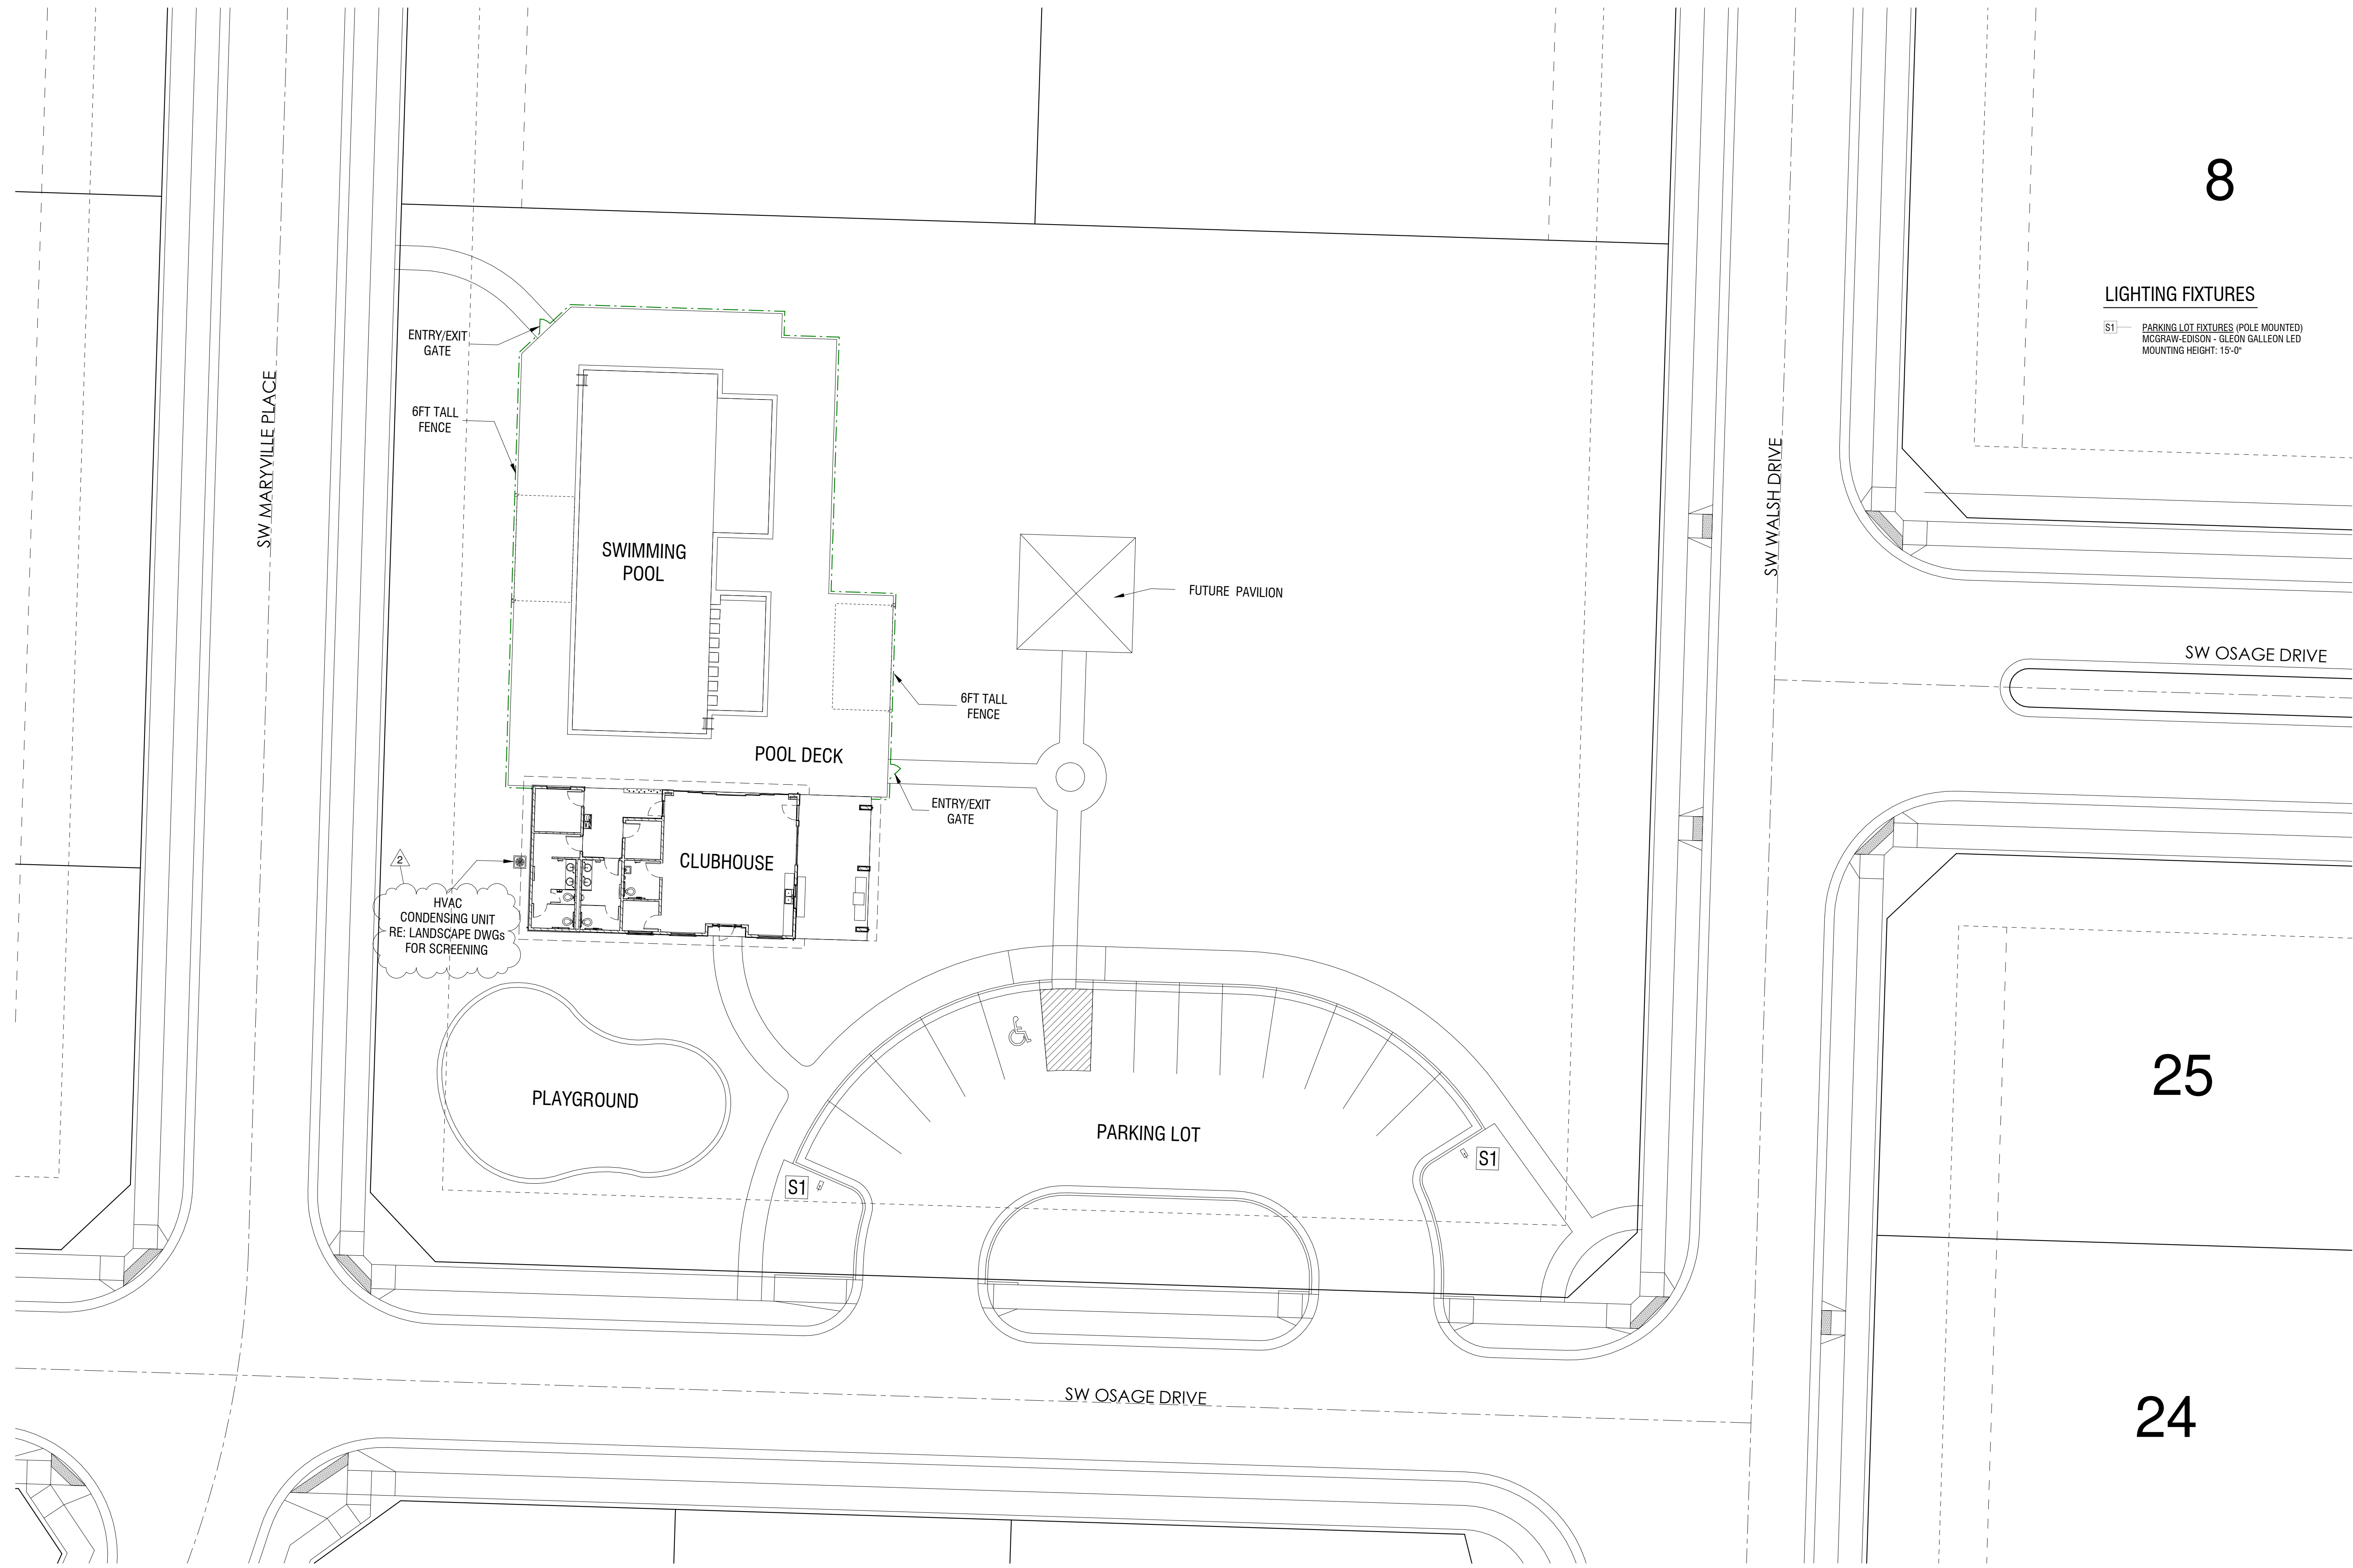 8
LIGHTING FIXTURES
S1
PARKING LOT FIXTURES (POLE MOUNTED)
MCGRAW-EDISON - GLEON GALLEON LED
MOUNTING HEIGHT: 15'-0"
ENTRY/EXIT
GATE
SW MARYVILLE PLACE
6FT TALL
FENCE
SW WALSH DRIVE
SWIMMING
POOL
FUTURE PAVILION
SW OSAGE DRIVE
6FT TALL
FENCE
POOL DECK
ENTRY/EXIT
GATE
2
CLUBHOUSE
HVAC
CONDENSING UNIT
RE: LANDSCAPE DWGs
FOR SCREENING
25
PLAYGROUND
PARKING LOT
S1
S1
SW OSAGE DRIVE
24